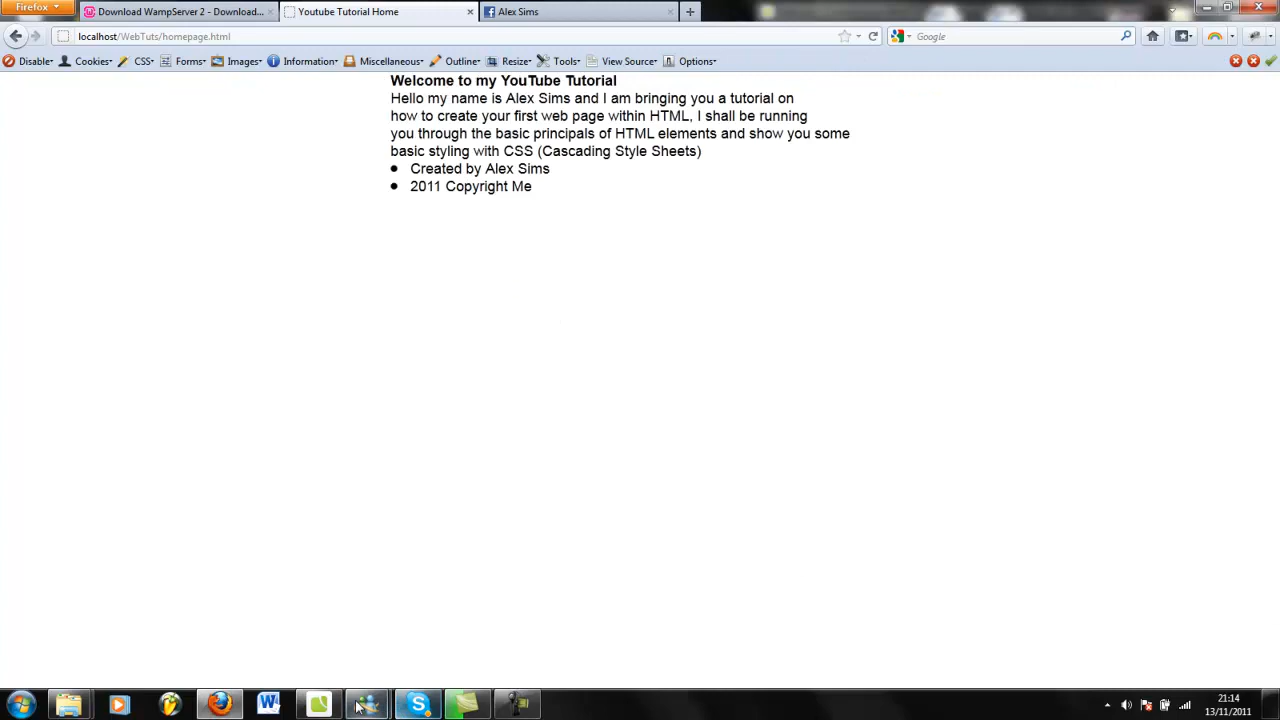 Firefox
Download WampServer 2 - Download...
Youtube Tutorial Home
Alex Sims
localhost/WebTuts/homepage.html
Google
Disable
Cookies
CSS
Forms
Images
Information
Miscellaneous
Outline
Resize
Tools
View Source
Options
Welcome to my YouTube Tutorial
Hello my name is Alex Sims and I am bringing you a tutorial on
how to create your first web page within HTML, I shall be running
you through the basic principals of HTML elements and show you some
basic styling with CSS (Cascading Style Sheets)
Created by Alex Sims
2011 Copyright Me
21:14
13/11/2011